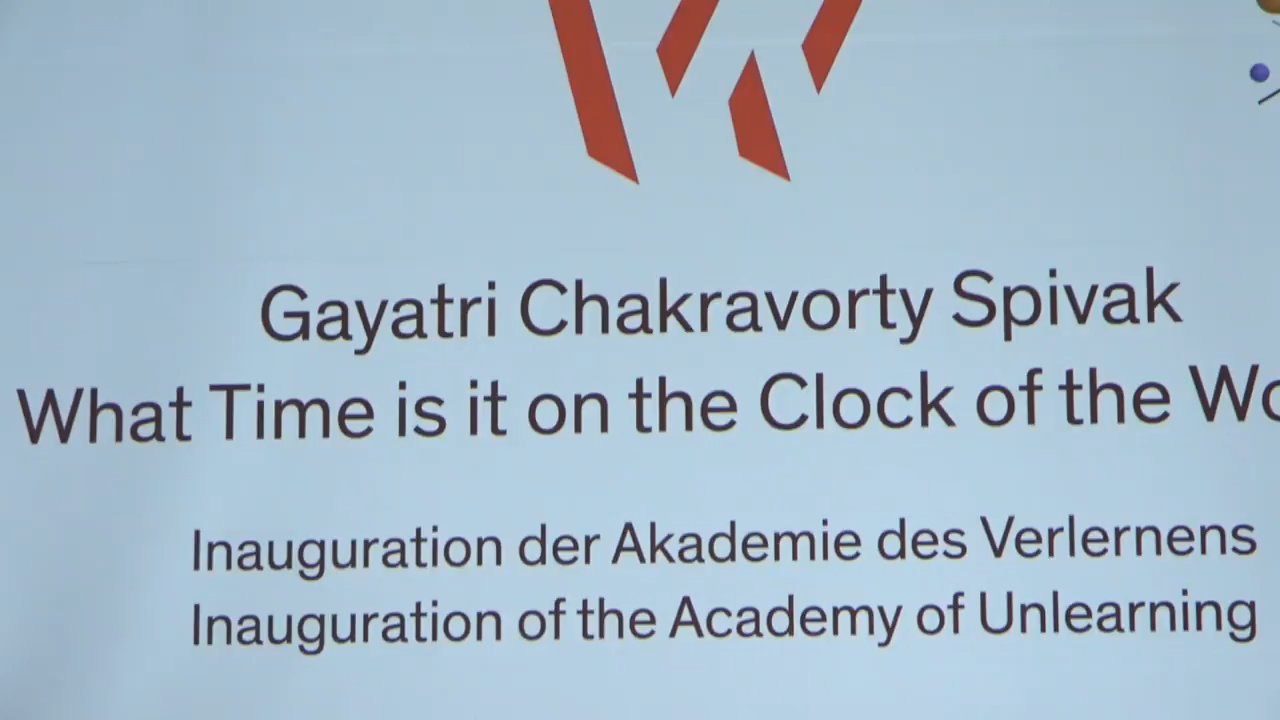 Gayatri Chakravorty Spivak
What Time is it on the Clock of the
Inauguration der Akademie des Verlernens
Inauguration of the Academy of Unlearning